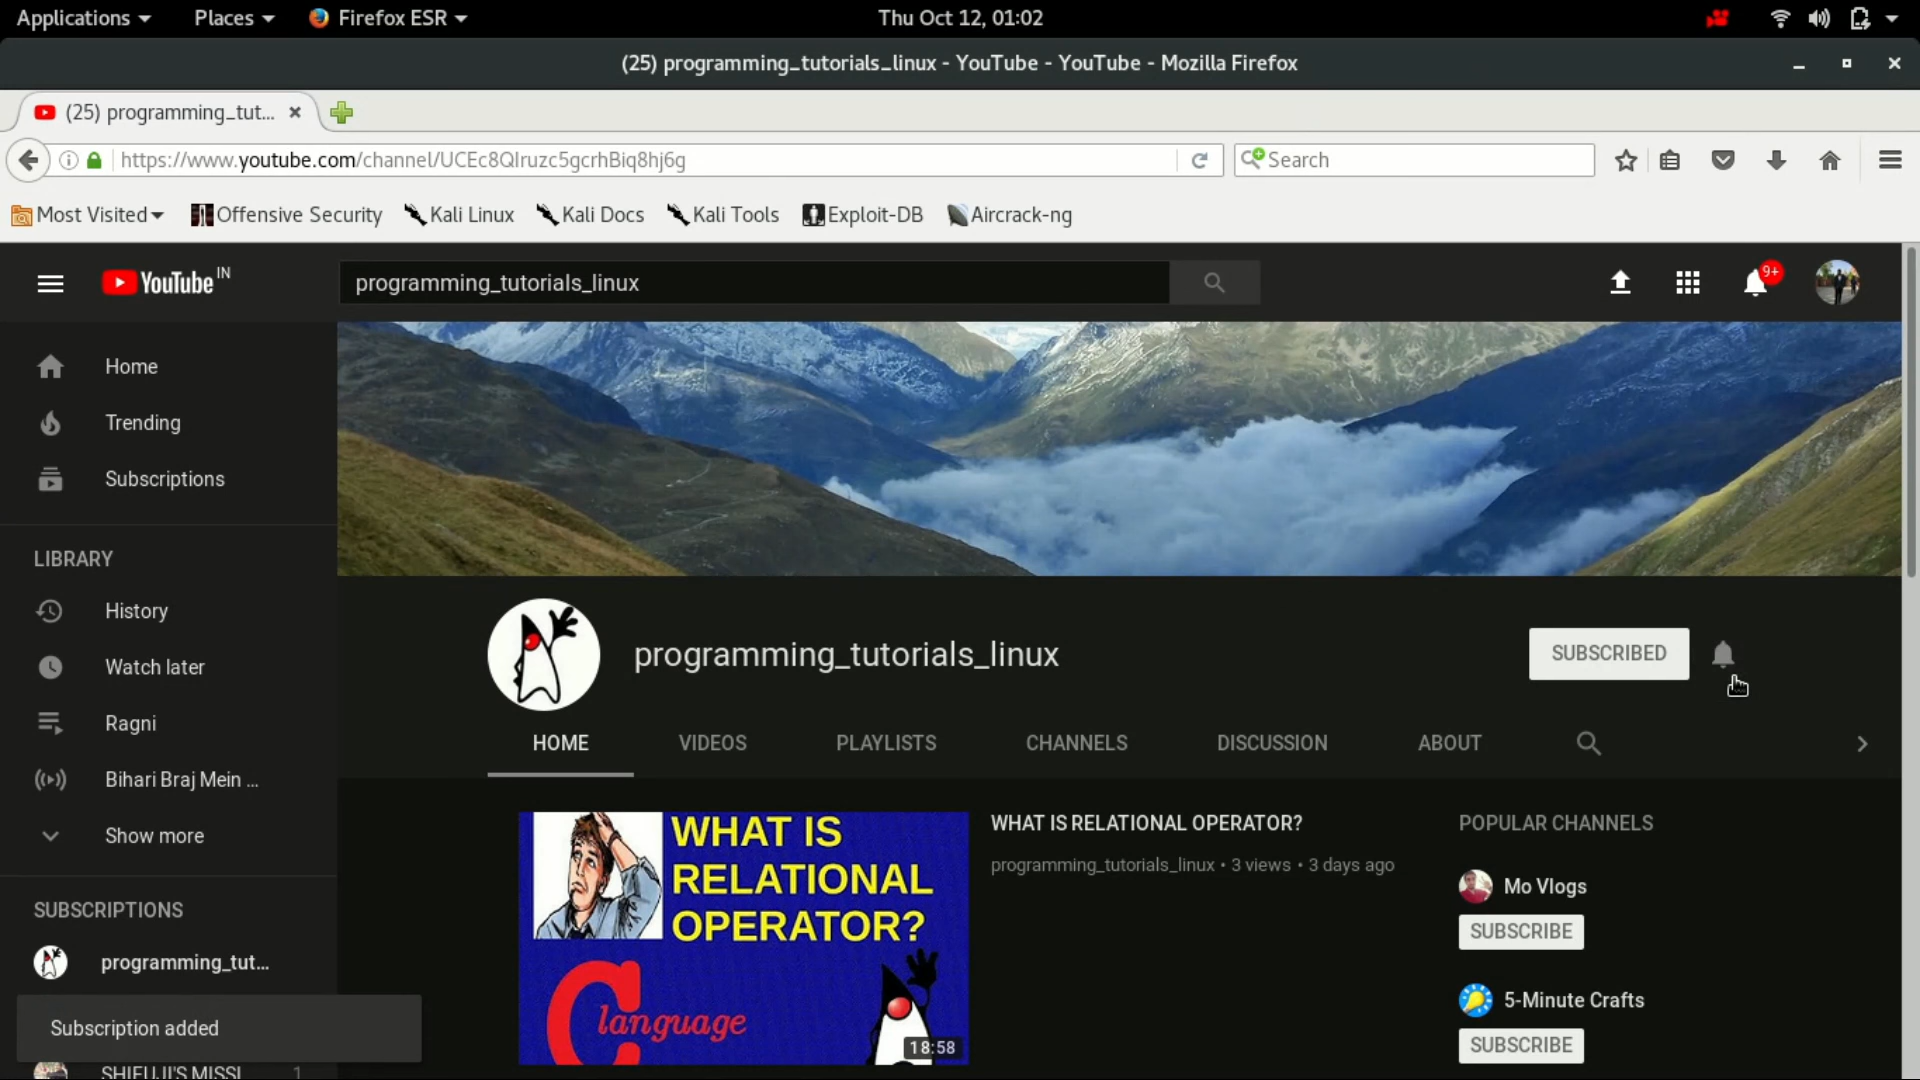 Applications Places Firefox ESR Thu Oct 12, 01:02
(25) programming_tutorials_linux - YouTube - YouTube - Mozilla Firefox
(25) programming_tut...
https://www.youtube.com/channel/UCEc8QIruzc5gcrhBiq8hj6g Search
Most Visited Offensive Security Kali Linux Kali Docs Kali Tools Exploit-DB Aircrack-ng
YouTube IN programming_tutorials_linux 9+
Home
Trending
Subscriptions
LIBRARY
History
Watch later
Ragni
Bihari Braj Mein ...
Show more
SUBSCRIPTIONS
programming_tut...
Subscription added
SHIFUJI'S MISSI 1
programming_tutorials_linux SUBSCRIBED
HOME VIDEOS PLAYLISTS CHANNELS DISCUSSION ABOUT
WHAT IS
RELATIONAL
OPERATOR?
C language
18:58
WHAT IS RELATIONAL OPERATOR?
programming_tutorials_linux • 3 views • 3 days ago
POPULAR CHANNELS
Mo Vlogs
SUBSCRIBE
5-Minute Crafts
SUBSCRIBE